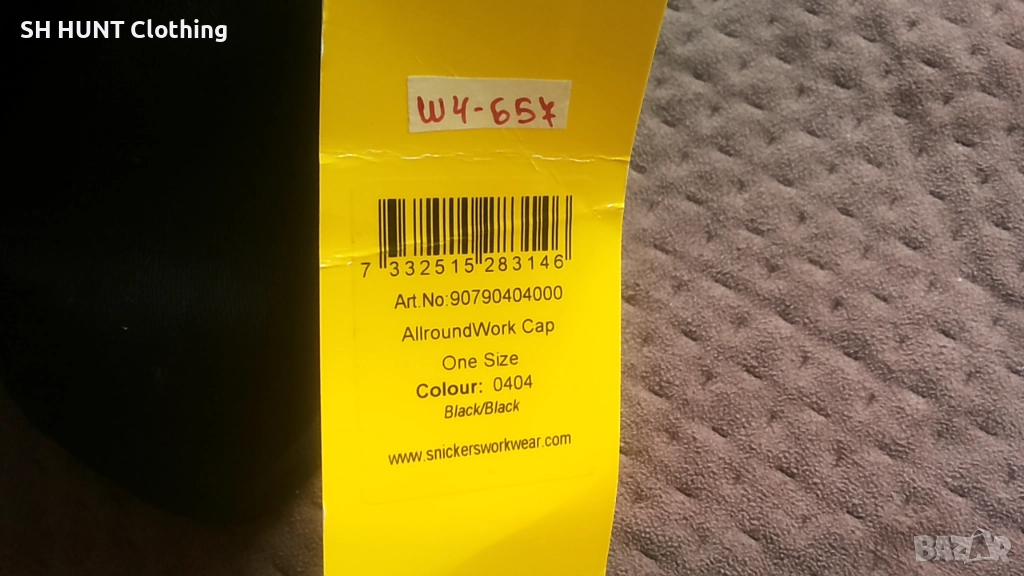 SH HUNT Clothing
W4-657
7 332515 283146
Art.No:90790404000
AllroundWork Cap
One Size
Colour: 0404
Black/Black
www.snickersworkwear.com
BAZAR